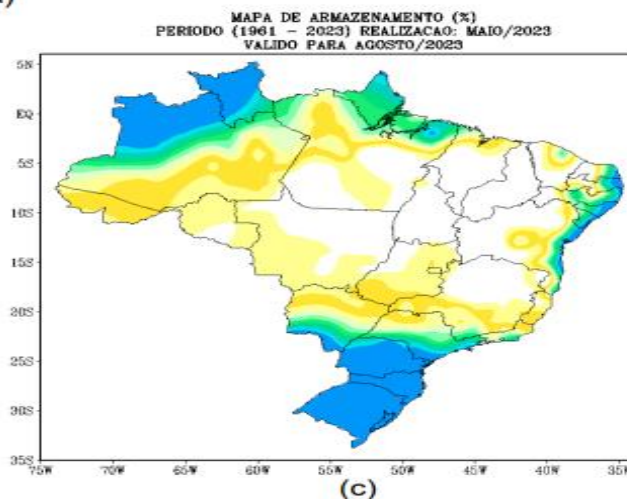 )
MAPA DE ARMAZENAMENTO (%)
PERIODO (1961 - 2023) REALIZACAO: MAIO/2023
VALIDO PARA AGOSTO/2023
5N
EQ
5S
10S
15S
20S
25S
30S
35S
75W 70W 65W 60W 55W 50W 45W 40W 35W
(c)